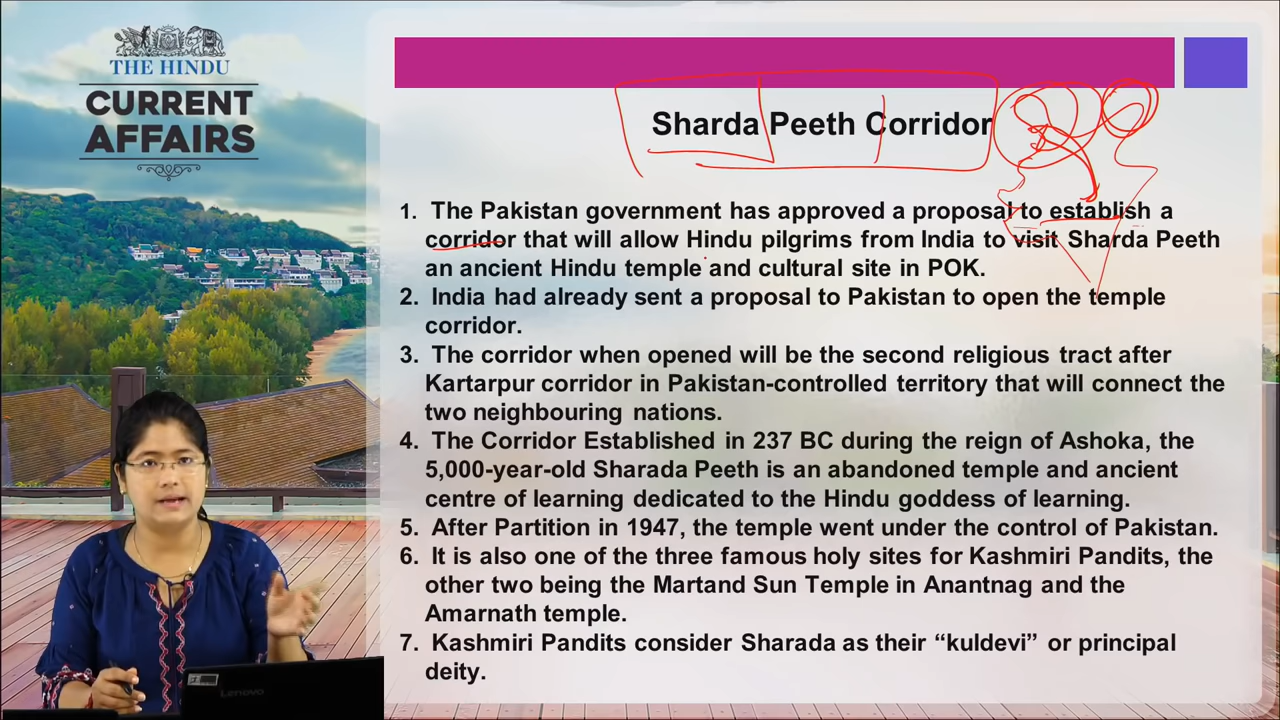 THE HINDU
CURRENT
AFFAIRS
Sharda Peeth Corridor
1. The Pakistan government has approved a proposal to establish a
corridor that will allow Hindu pilgrims from India to visit Sharda Peeth
an ancient Hindu temple and cultural site in POK.
2. India had already sent a proposal to Pakistan to open the temple
corridor.
3. The corridor when opened will be the second religious tract after
Kartarpur corridor in Pakistan-controlled territory that will connect the
two neighbouring nations.
4. The Corridor Established in 237 BC during the reign of Ashoka, the
5,000-year-old Sharada Peeth is an abandoned temple and ancient
centre of learning dedicated to the Hindu goddess of learning.
5. After Partition in 1947, the temple went under the control of Pakistan.
6. It is also one of the three famous holy sites for Kashmiri Pandits, the
other two being the Martand Sun Temple in Anantnag and the
Amarnath temple.
7. Kashmiri Pandits consider Sharada as their “kuldevi” or principal
deity.
Lenovo